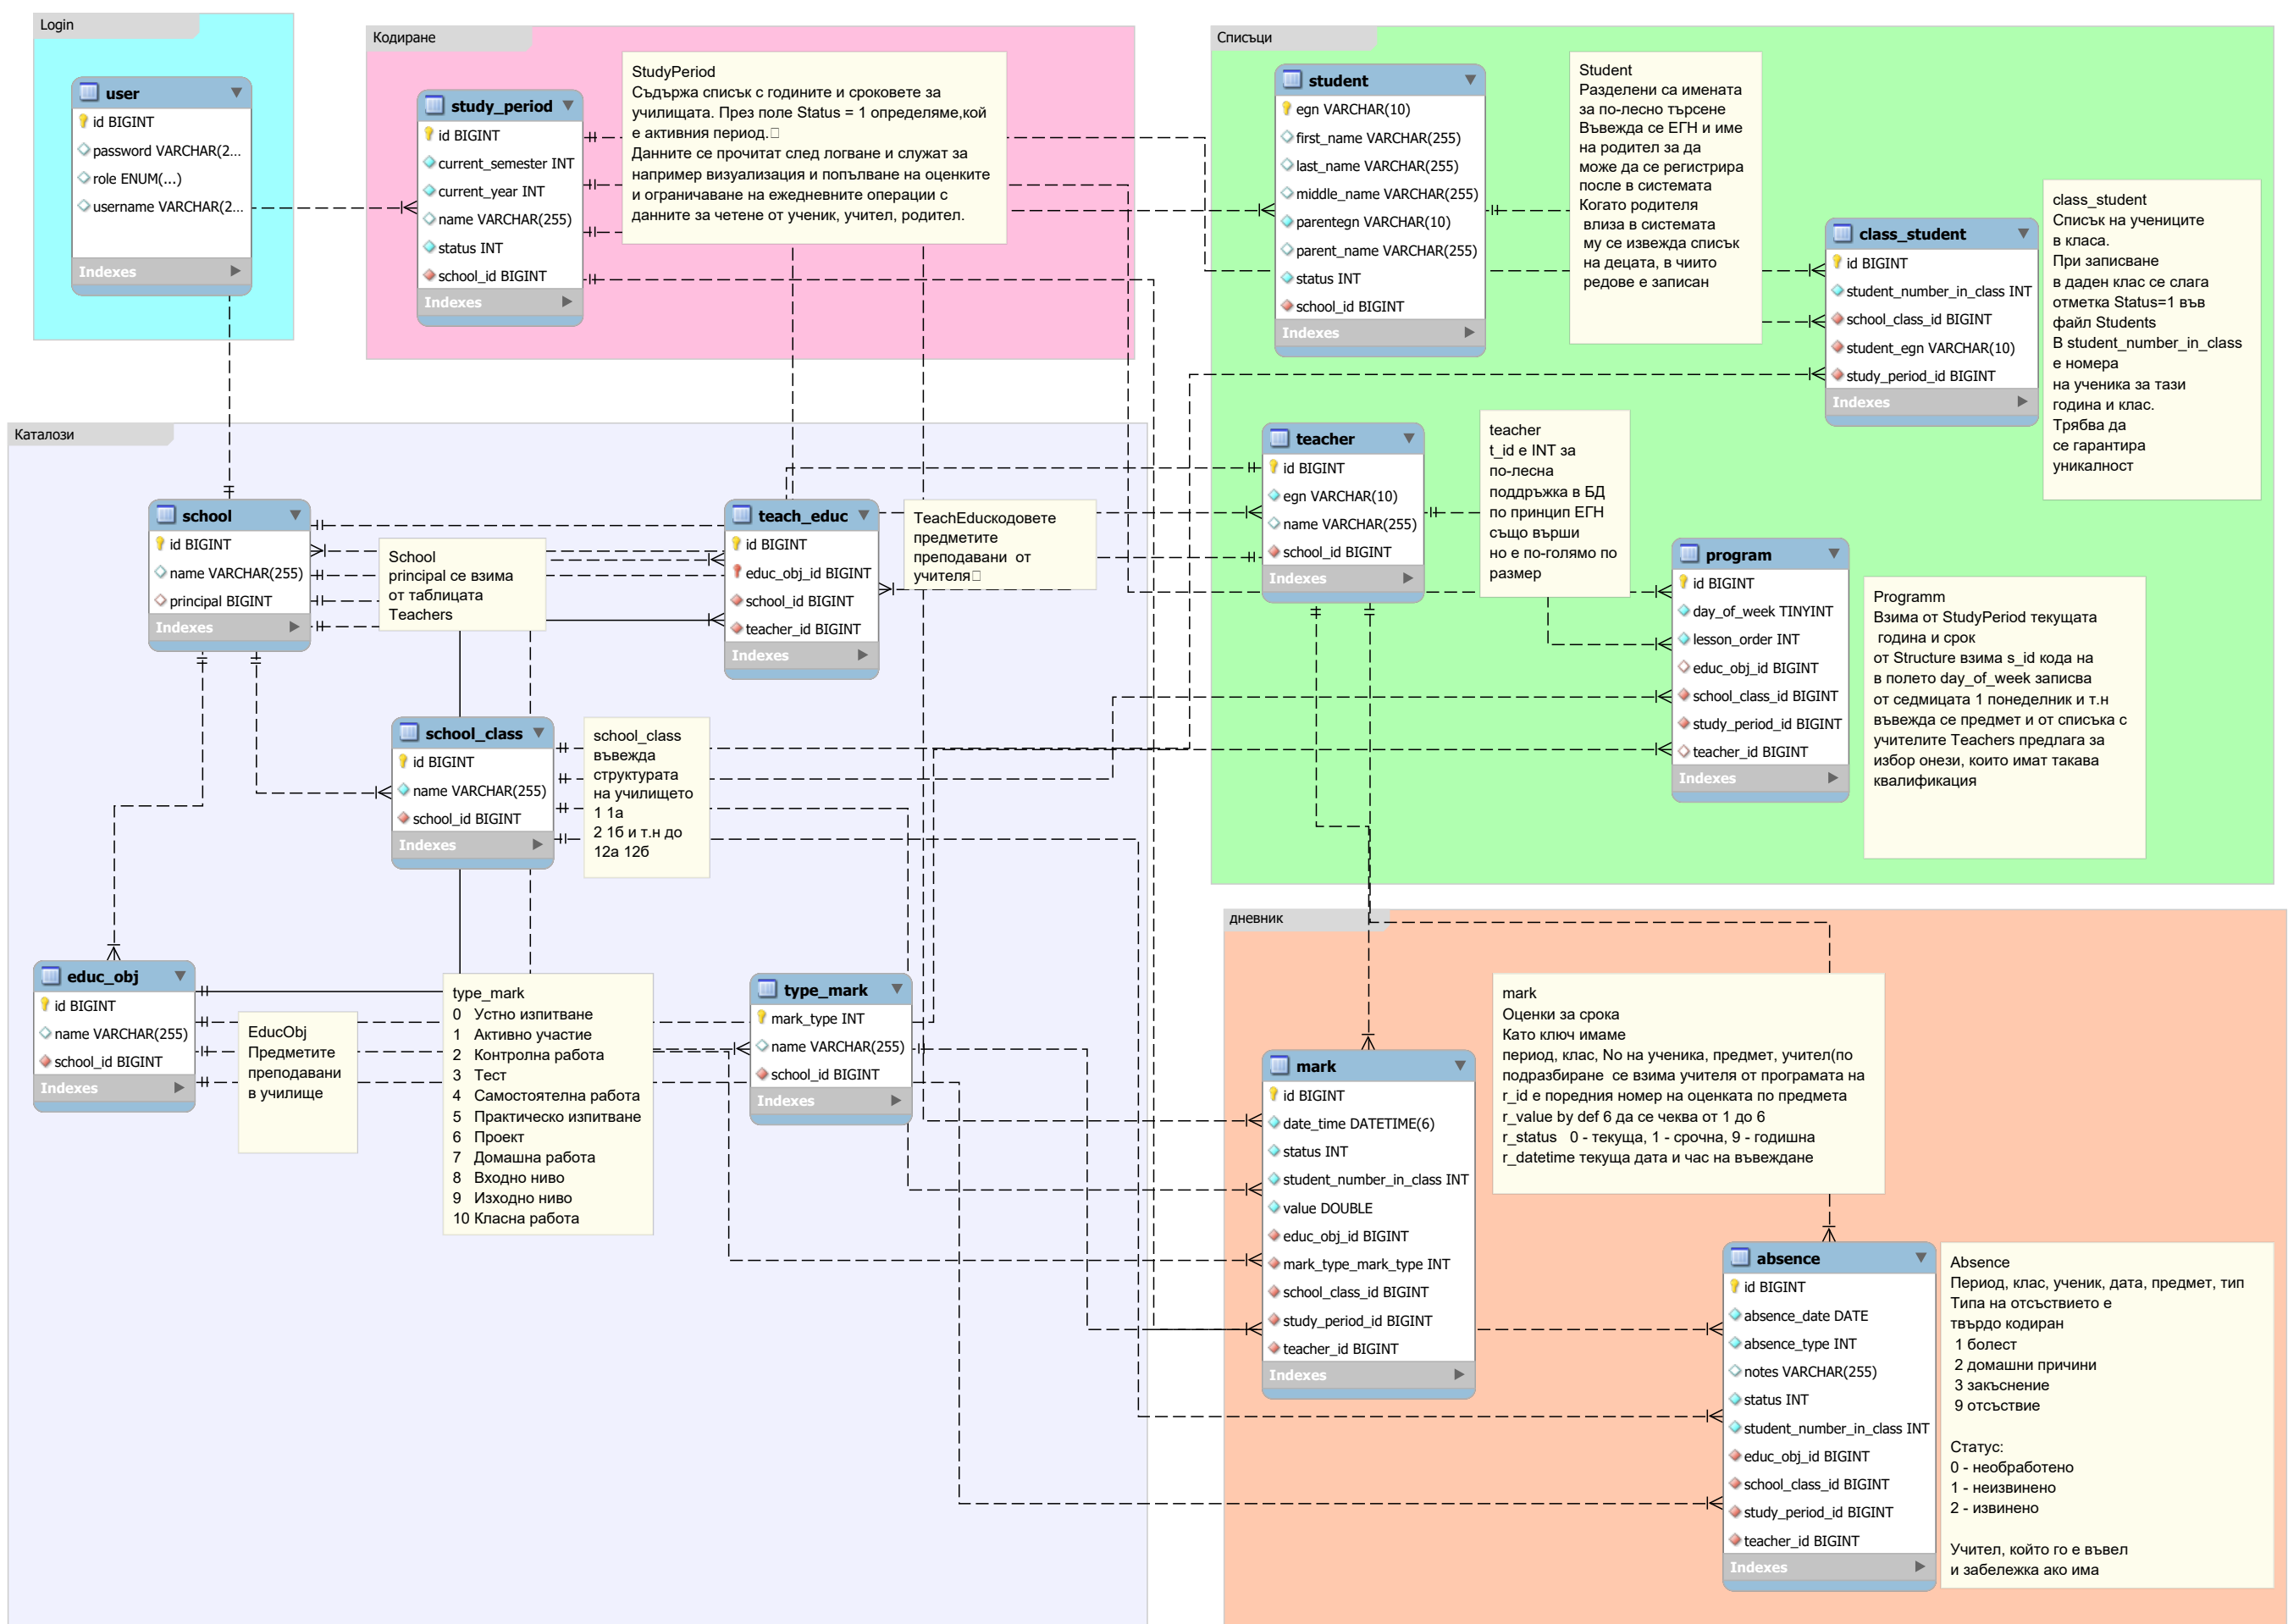 Login
user
id BIGINT
password VARCHAR(2...
role ENUM(...)
username VARCHAR(2...
Indexes
Кодиране
study_period
id BIGINT
current_semester INT
current_year INT
name VARCHAR(255)
status INT
school_id BIGINT
Indexes
StudyPeriod
Съдържа списък с годините и сроковете за
училищата. През поле Status = 1 определяме,кой
е активния период.
Данните се прочитат след логване и служат за
например визуализация и попълване на оценките
и ограничаване на ежедневните операции с
данните за четене от ученик, учител, родител.
Списъци
student
egn VARCHAR(10)
first_name VARCHAR(255)
last_name VARCHAR(255)
middle_name VARCHAR(255)
parentegn VARCHAR(10)
parent_name VARCHAR(255)
status INT
school_id BIGINT
Indexes
Student
Разделени са имената
за по-лесно търсене
Въвежда се ЕГН и име
на родител за да
може да се регистрира
после в системата
Когато родителя
влиза в системата
му се извежда списък
на децата, в чиито
редове е записан
class_student
id BIGINT
student_number_in_class INT
school_class_id BIGINT
student_egn VARCHAR(10)
study_period_id BIGINT
Indexes
class_student
Списък на учениците
в класа.
При записване
в даден клас се слага
отметка Status=1 във
файл Students
В student_number_in_class
е номера
на ученика за тази
година и клас.
Трябва да
се гарантира
уникалност
teacher
id BIGINT
egn VARCHAR(10)
name VARCHAR(255)
school_id BIGINT
Indexes
teacher
t_id е INT за
по-лесна
поддръжка в БД
по принцип ЕГН
също върши
но е по-голямо по
размер
program
id BIGINT
day_of_week TINYINT
lesson_order INT
educ_obj_id BIGINT
school_class_id BIGINT
study_period_id BIGINT
teacher_id BIGINT
Indexes
Programm
Взима от StudyPeriod текущата
година и срок
от Structure взима s_id кода на
в полето day_of_week записва
от седмицата 1 понеделник и т.н
въвежда се предмет и от списъка с
учителите Teachers предлага за
избор онези, които имат такава
квалификация
Каталози
school
id BIGINT
name VARCHAR(255)
principal BIGINT
Indexes
School
principal се взима
от таблицата
Teachers
teach_educ
id BIGINT
educ_obj_id BIGINT
school_id BIGINT
teacher_id BIGINT
Indexes
TeachEducкодовете
предметите
преподавани от
учителя
school_class
id BIGINT
name VARCHAR(255)
school_id BIGINT
Indexes
school_class
въвежда
структурата
на училището
1 1а
2 1б и т.н до
12а 12б
educ_obj
id BIGINT
name VARCHAR(255)
school_id BIGINT
Indexes
EducObj
Предметите
преподавани
в училище
type_mark
0 Устно изпитване
1 Активно участие
2 Контролна работа
3 Тест
4 Самостоятелна работа
5 Практическо изпитване
6 Проект
7 Домашна работа
8 Входно ниво
9 Изходно ниво
10 Класна работа
type_mark
mark_type INT
name VARCHAR(255)
school_id BIGINT
Indexes
дневник
mark
id BIGINT
date_time DATETIME(6)
status INT
student_number_in_class INT
value DOUBLE
educ_obj_id BIGINT
mark_type_mark_type INT
school_class_id BIGINT
study_period_id BIGINT
teacher_id BIGINT
Indexes
mark
Оценки за срока
Като ключ имаме
период, клас, No на ученика, предмет, учител(по
подразбиране се взима учителя от програмата на
r_id е поредния номер на оценката по предмета
r_value by def 6 да се чеква от 1 до 6
r_status 0 - текуща, 1 - срочна, 9 - годишна
r_datetime текуща дата и час на въвеждане
absence
id BIGINT
absence_date DATE
absence_type INT
notes VARCHAR(255)
status INT
student_number_in_class INT
educ_obj_id BIGINT
school_class_id BIGINT
study_period_id BIGINT
teacher_id BIGINT
Indexes
Absence
Период, клас, ученик, дата, предмет, тип
Типа на отсъствието е
твърдо кодиран
1 болест
2 домашни причини
3 закъснение
9 отсъствие
Статус:
0 - необработено
1 - неизвинено
2 - извинено
Учител, който го е въвел
и забележка ако има